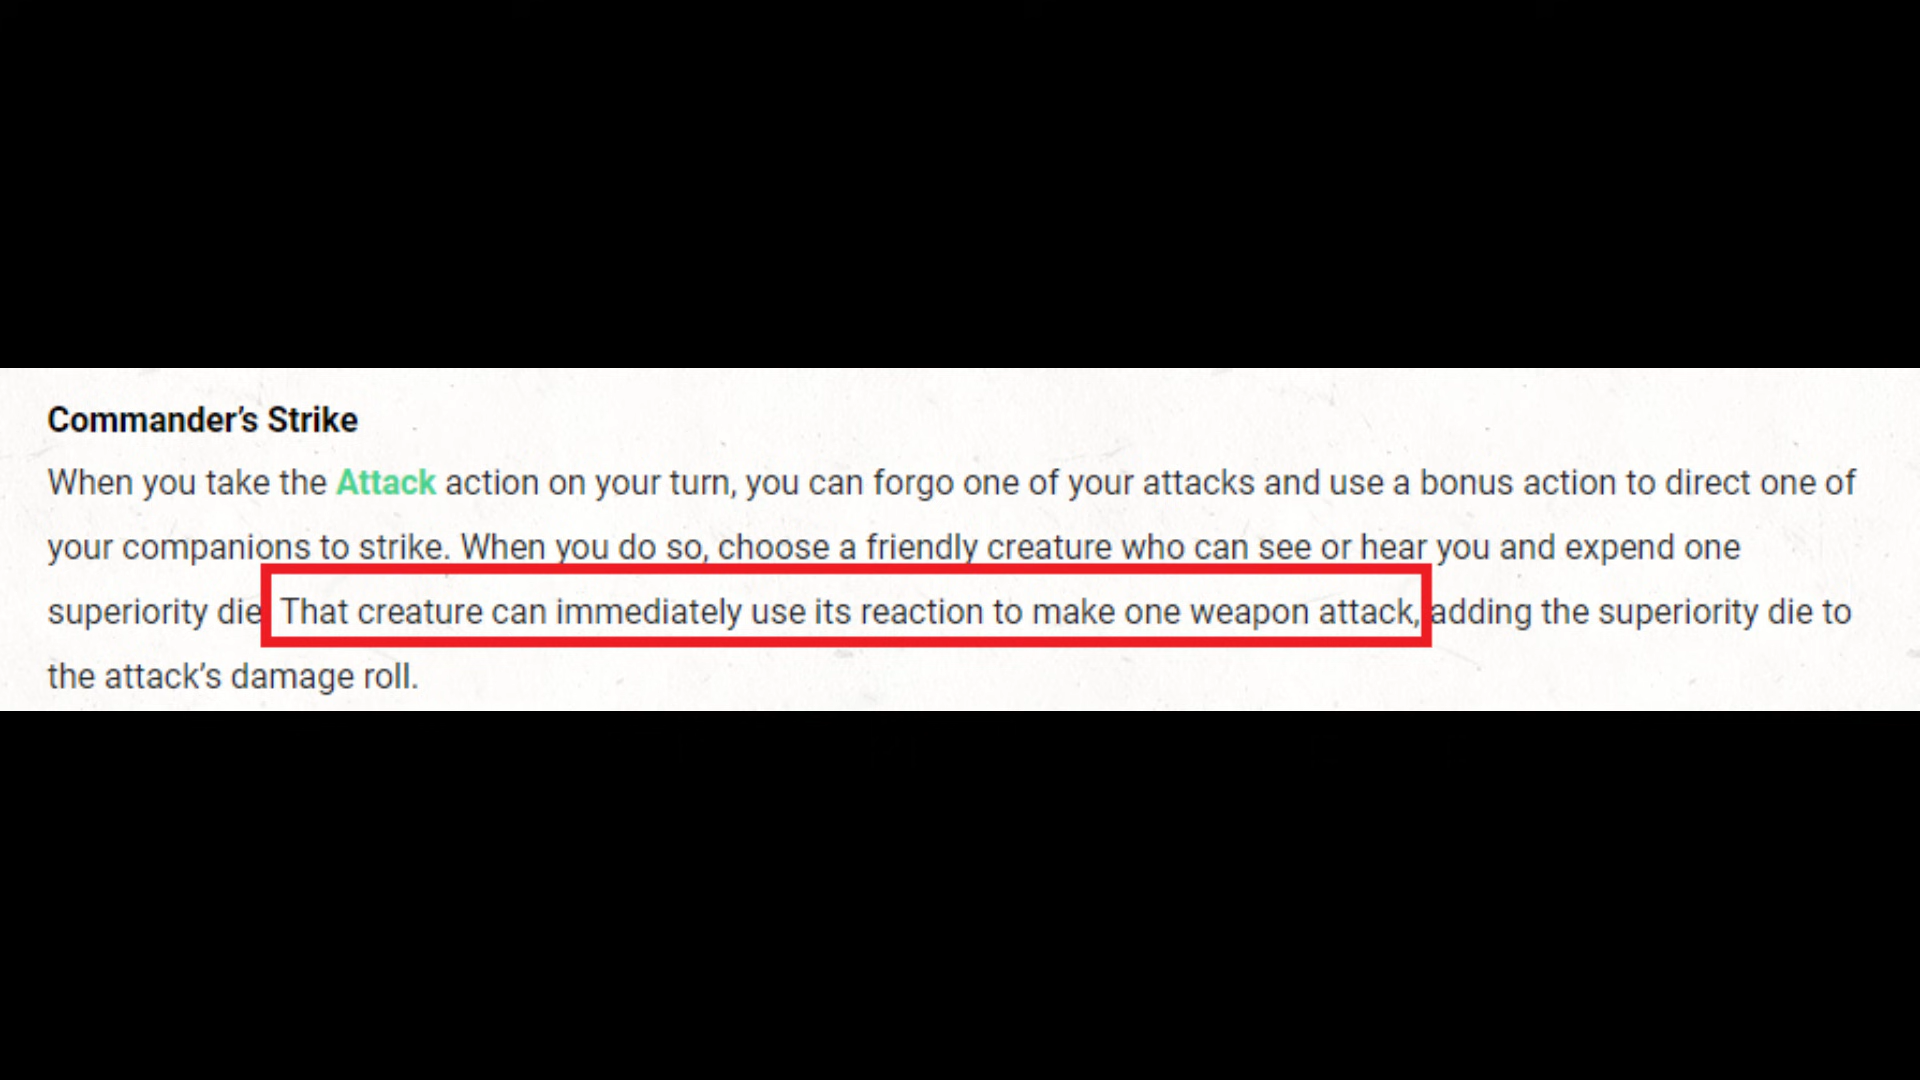 Commander’s Strike
When you take the Attack action on your turn, you can forgo one of your attacks and use a bonus action to direct one of
your companions to strike. When you do so, choose a friendly creature who can see or hear you and expend one
superiority die. That creature can immediately use its reaction to make one weapon attack, adding the superiority die to
the attack’s damage roll.